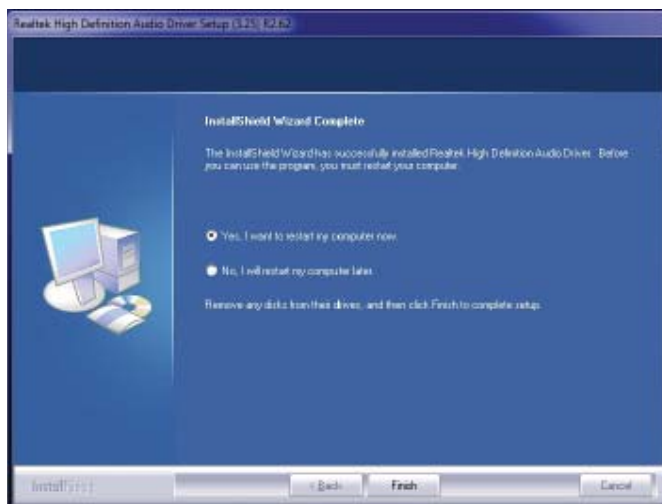 Realtek High Definition Audio Driver Setup (3.25) R2.62
InstallShield Wizard Complete
The InstallShield Wizard has successfully installed Realtek High Definition Audio Driver. Before
you can use the program, you must restart your computer.
Yes, I want to restart my computer now.
No, I will restart my computer later.
Remove any disks from their drives, and then click Finish to complete setup.
InstallShield
< Back
Finish
Cancel